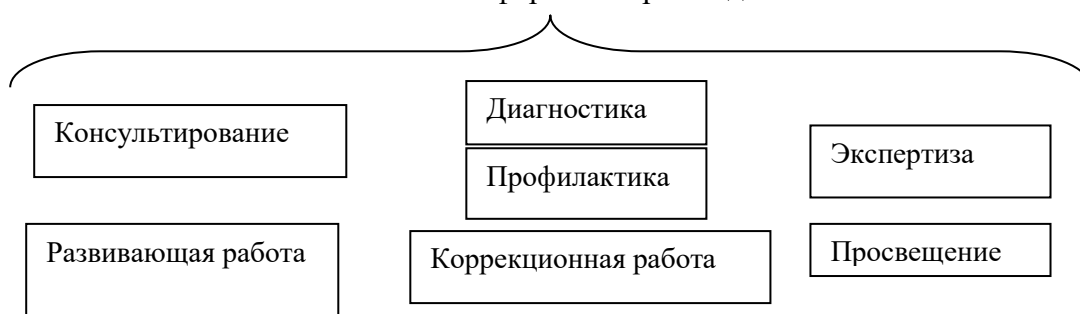 Консультирование
Диагностика
Экспертиза
Профилактика
Развивающая работа
Коррекционная работа
Просвещение